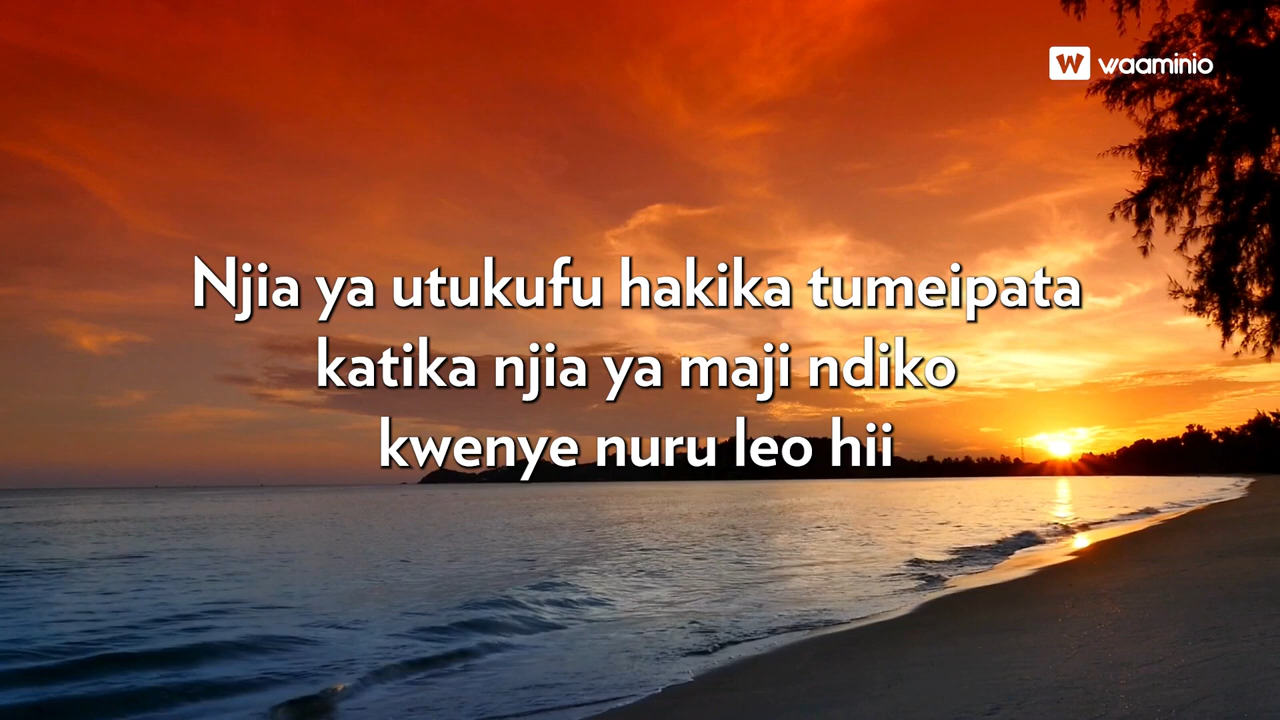 W waaminio
Njia ya utukufu hakika tumeipata
katika njia ya maji ndiko
kwenye nuru leo hii